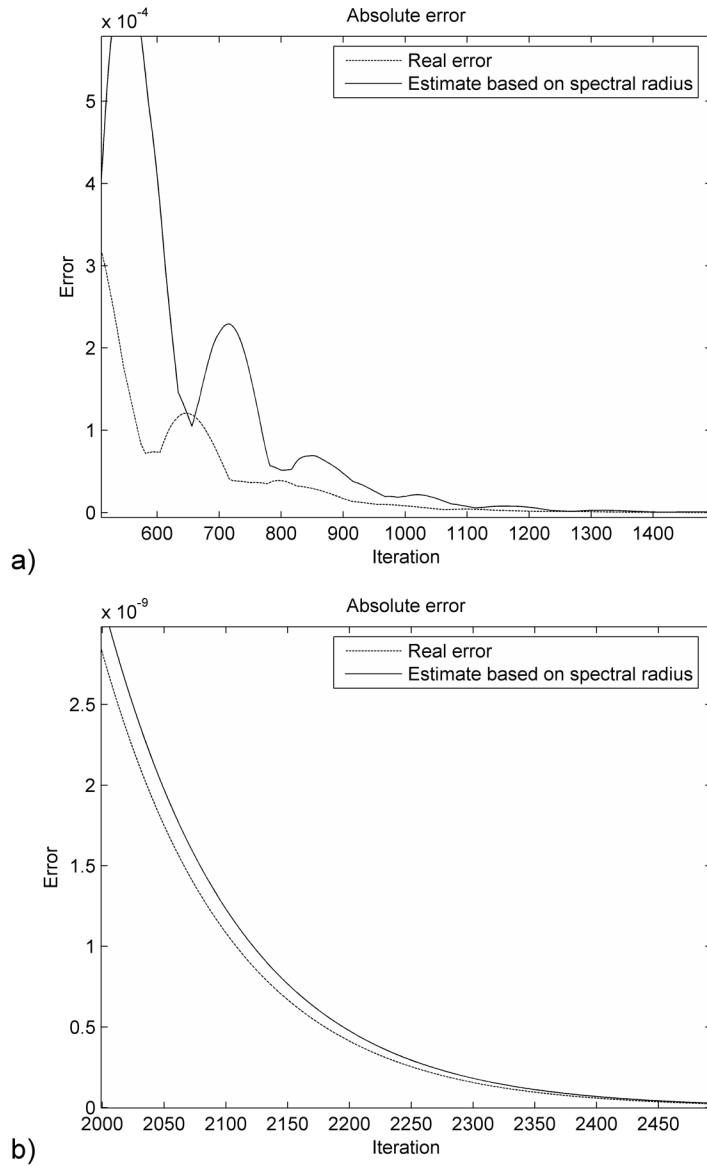 x 10-4
Absolute error
Real error
Estimate based on spectral radius
5
4
3
2
1
0
Error
600 700 800 900 1000 1100 1200 1300 1400
Iteration
a)
x 10-9
Absolute error
Real error
Estimate based on spectral radius
2.5
2
1.5
1
0.5
0
Error
2000 2050 2100 2150 2200 2250 2300 2350 2400 2450
Iteration
b)